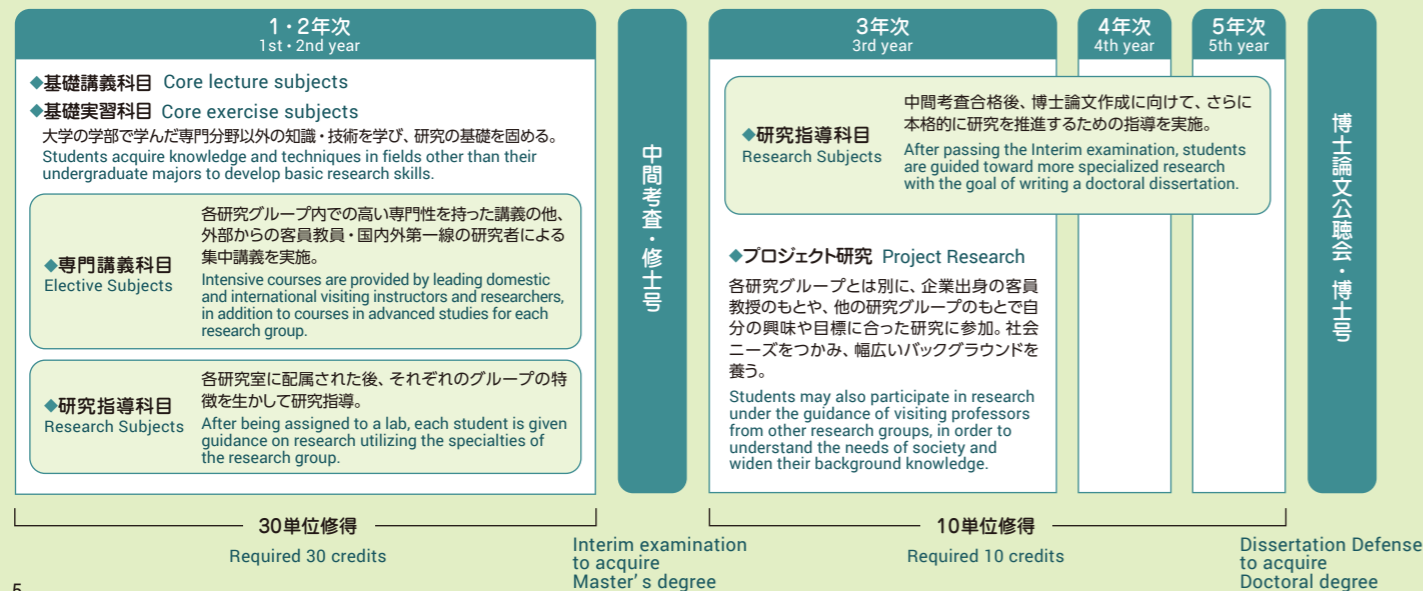 1・2年次
1st・2nd year
◆基礎講義科目 Core lecture subjects
◆基礎実習科目 Core exercise subjects
大学の学部で学んだ専門分野以外の知識・技術を学び、研究の基礎を固める。
Students acquire knowledge and techniques in fields other than their
undergraduate majors to develop basic research skills.
◆専門講義科目
Elective Subjects
各研究グループ内での高い専門性を持った講義の他、
外部からの客員教員・国内外第一線の研究者による
集中講義を実施。
Intensive courses are provided by leading domestic
and international visiting instructors and researchers,
in addition to courses in advanced studies for each
research group.
◆研究指導科目
Research Subjects
各研究室に配属された後、それぞれのグループの特
徴を生かして研究指導。
After being assigned to a lab, each student is given
guidance on research utilizing the specialties of
the research group.
30単位修得
Required 30 credits
中間考査・修士号
Interim examination
to acquire
Master's degree
3年次
3rd year
4年次
4th year
5年次
5th year
◆研究指導科目
Research Subjects
中間考査合格後、博士論文作成に向けて、さらに
本格的に研究を推進するための指導を実施。
After passing the Interim examination, students
are guided toward more specialized research
with the goal of writing a doctoral dissertation.
◆プロジェクト研究 Project Research
各研究グループとは別に、企業出身の客員
教授のもとや、他の研究グループのもとで自
分の興味や目標に合った研究に参加。社会
ニーズをつかみ、幅広いバックグラウンドを
養う。
Students may also participate in research
under the guidance of visiting professors
from other research groups, in order to
understand the needs of society and
widen their background knowledge.
10単位修得
Required 10 credits
博士論文公聴会・博士号
Dissertation Defense
to acquire
Doctoral degree
5